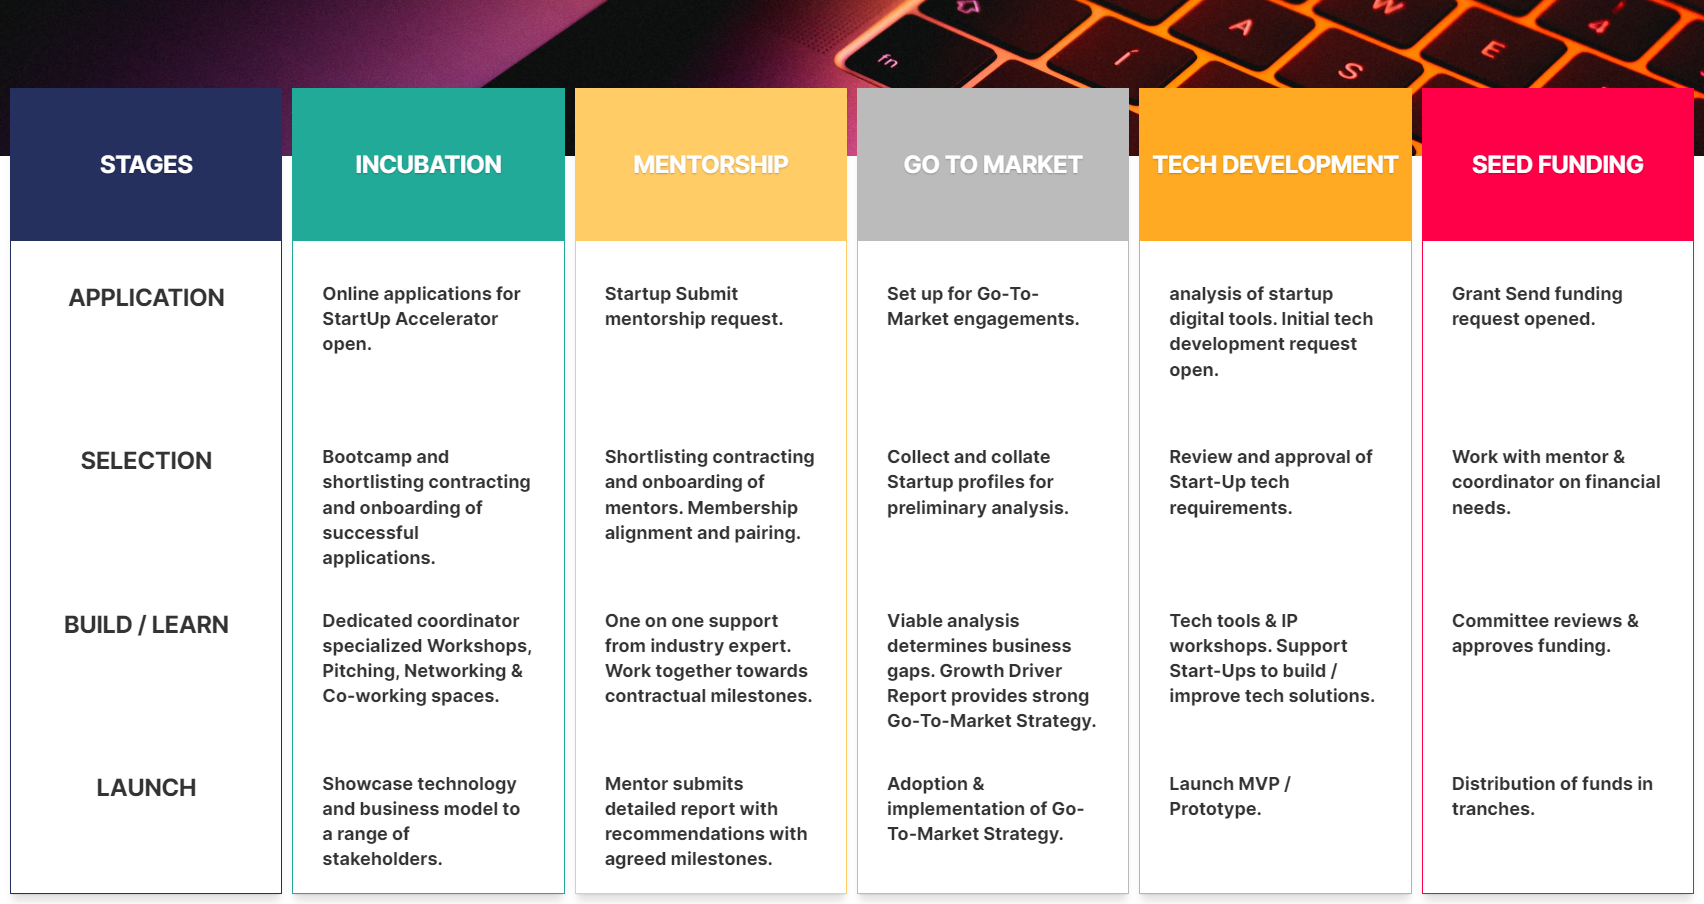 fn
A
S
W
E
4
STAGES
INCUBATION
MENTORSHIP
GO TO MARKET
TECH DEVELOPMENT
SEED FUNDING
APPLICATION
Online applications for
StartUp Accelerator
open.
Startup Submit
mentorship request.
Set up for Go-To-
Market engagements.
analysis of startup
digital tools. Initial tech
development request
open.
Grant Send funding
request opened.
SELECTION
Bootcamp and
shortlisting contracting
and onboarding of
successful
applications.
Shortlisting contracting
and onboarding of
mentors. Membership
alignment and pairing.
Collect and collate
Startup profiles for
preliminary analysis.
Review and approval of
Start-Up tech
requirements.
Work with mentor &
coordinator on financial
needs.
BUILD / LEARN
Dedicated coordinator
specialized Workshops,
Pitching, Networking &
Co-working spaces.
One on one support
from industry expert.
Work together towards
contractual milestones.
Viable analysis
determines business
gaps. Growth Driver
Report provides strong
Go-To-Market Strategy.
Tech tools & IP
workshops. Support
Start-Ups to build /
improve tech solutions.
Committee reviews &
approves funding.
LAUNCH
Showcase technology
and business model to
a range of
stakeholders.
Mentor submits
detailed report with
recommendations with
agreed milestones.
Adoption &
implementation of Go-
To-Market Strategy.
Launch MVP /
Prototype.
Distribution of funds in
tranches.